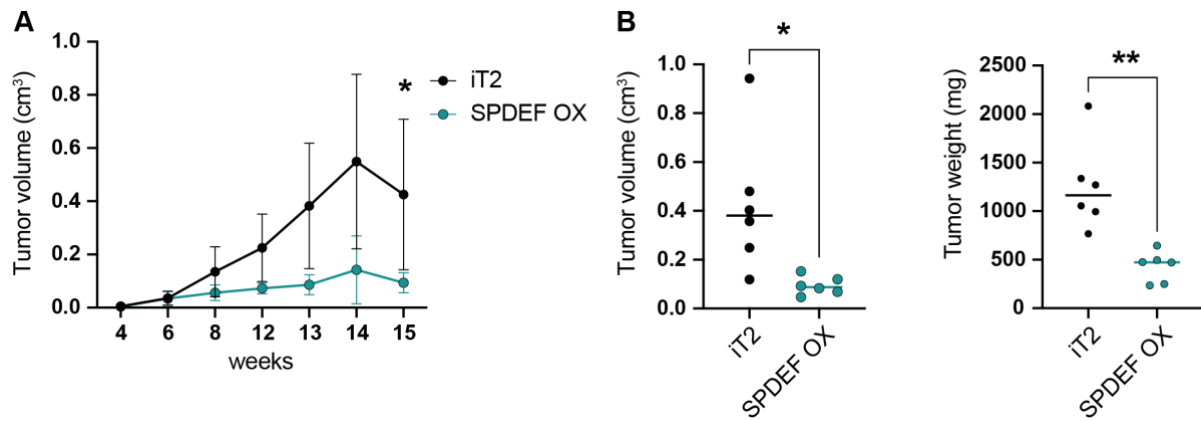 A
Tumor volume (cm³)
1.0
0.8
0.6
0.4
0.2
0.0
4 6 8 12 13 14 15
weeks
*
iT2
SPDEF OX
B
Tumor volume (cm³)
1.0
0.8
0.6
0.4
0.2
0.0
*
iT2
SPDEF OX
Tumor weight (mg)
2500
2000
1500
1000
500
0
**
iT2
SPDEF OX